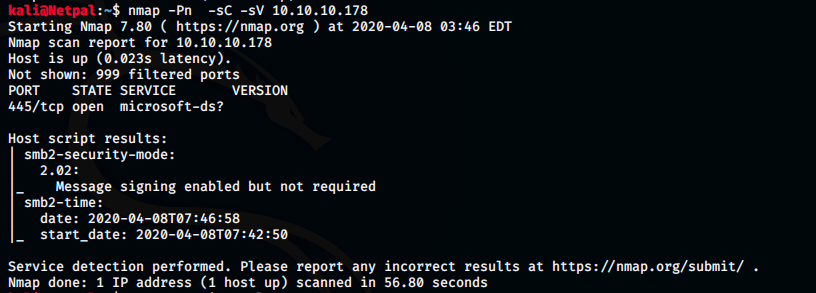 kali@Netpal:~$ nmap -Pn  -sC -sV 10.10.10.178
Starting Nmap 7.80 ( https://nmap.org ) at 2020-04-08 03:46 EDT
Nmap scan report for 10.10.10.178
Host is up (0.023s latency).
Not shown: 999 filtered ports
PORT    STATE SERVICE       VERSION
445/tcp open  microsoft-ds?

Host script results:
| smb2-security-mode:
|   2.02:
|_    Message signing enabled but not required
| smb2-time:
|   date: 2020-04-08T07:46:58
|_  start_date: 2020-04-08T07:42:50

Service detection performed. Please report any incorrect results at https://nmap.org/submit/ .
Nmap done: 1 IP address (1 host up) scanned in 56.80 seconds